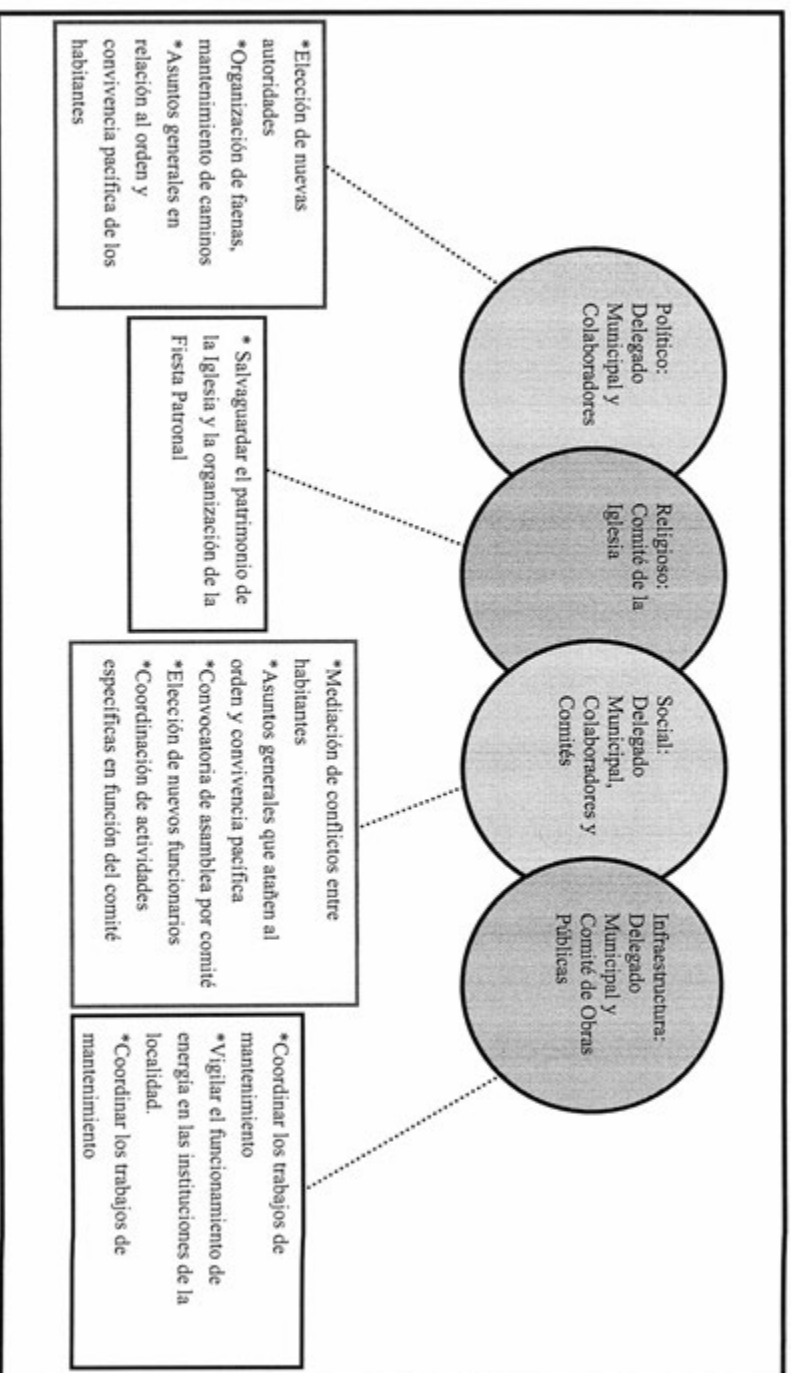 Político:
Delegado
Municipal y
Colaboradores
Religioso:
Comité de la
Iglesia
Social:
Delegado
Municipal,
Colaboradores y
Comités
Infraestructura:
Delegado
Municipal y
Comité de Obras
Públicas
*Elección de nuevas
autoridades
*Organización de faenas,
mantenimiento de caminos
*Asuntos generales en
relación al orden y
convivencia pacífica de los
habitantes
* Salvaguardar el patrimonio de
la Iglesia y la organización de la
Fiesta Patronal
*Mediación de conflictos entre
habitantes
*Asuntos generales que atañen al
orden y convivencia pacífica
*Convocatoria de asamblea por comité
*Elección de nuevos funcionarios
*Coordinación de actividades
específicas en función del comité
*Coordinar los trabajos de
mantenimiento
*Vigilar el funcionamiento de
energía en las instituciones de la
localidad.
*Coordinar los trabajos de
mantenimiento